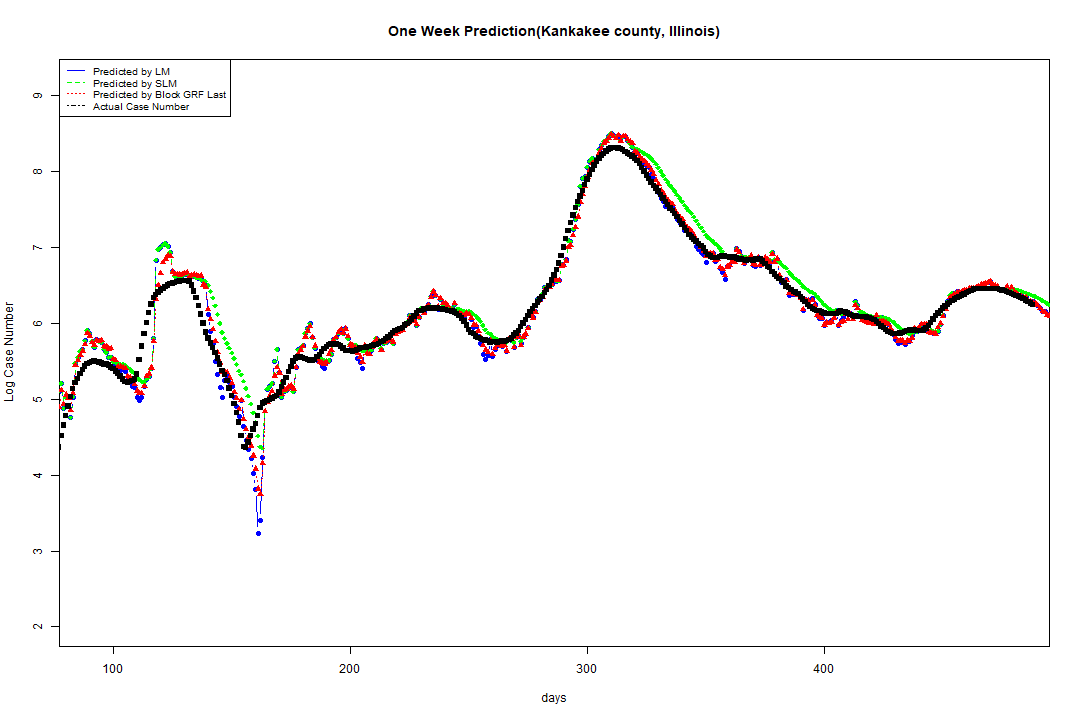 One Week Prediction(Kankakee county, Illinois)
Predicted by LM
Predicted by SLM
Predicted by Block GRF Last
Actual Case Number
Log Case Number
9
8
7
6
5
4
3
2
100 200 300 400
days